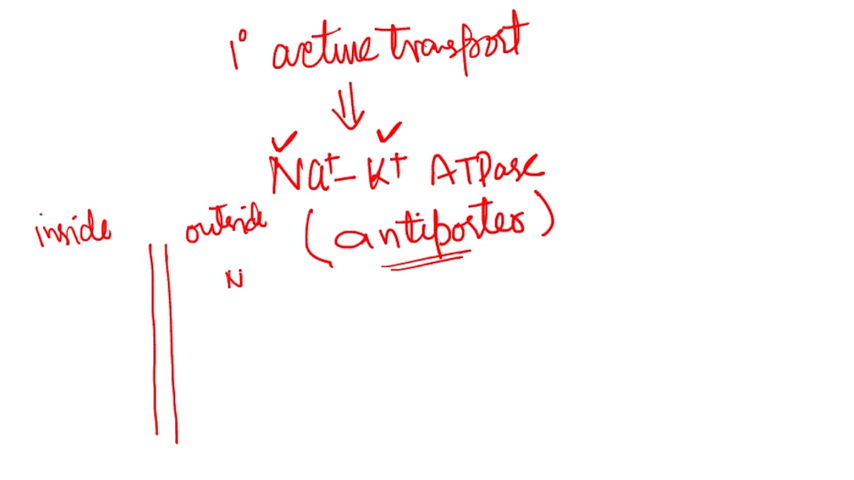 1° active transport
Na+ - K+ ATPase
inside outside (antiporter)
N